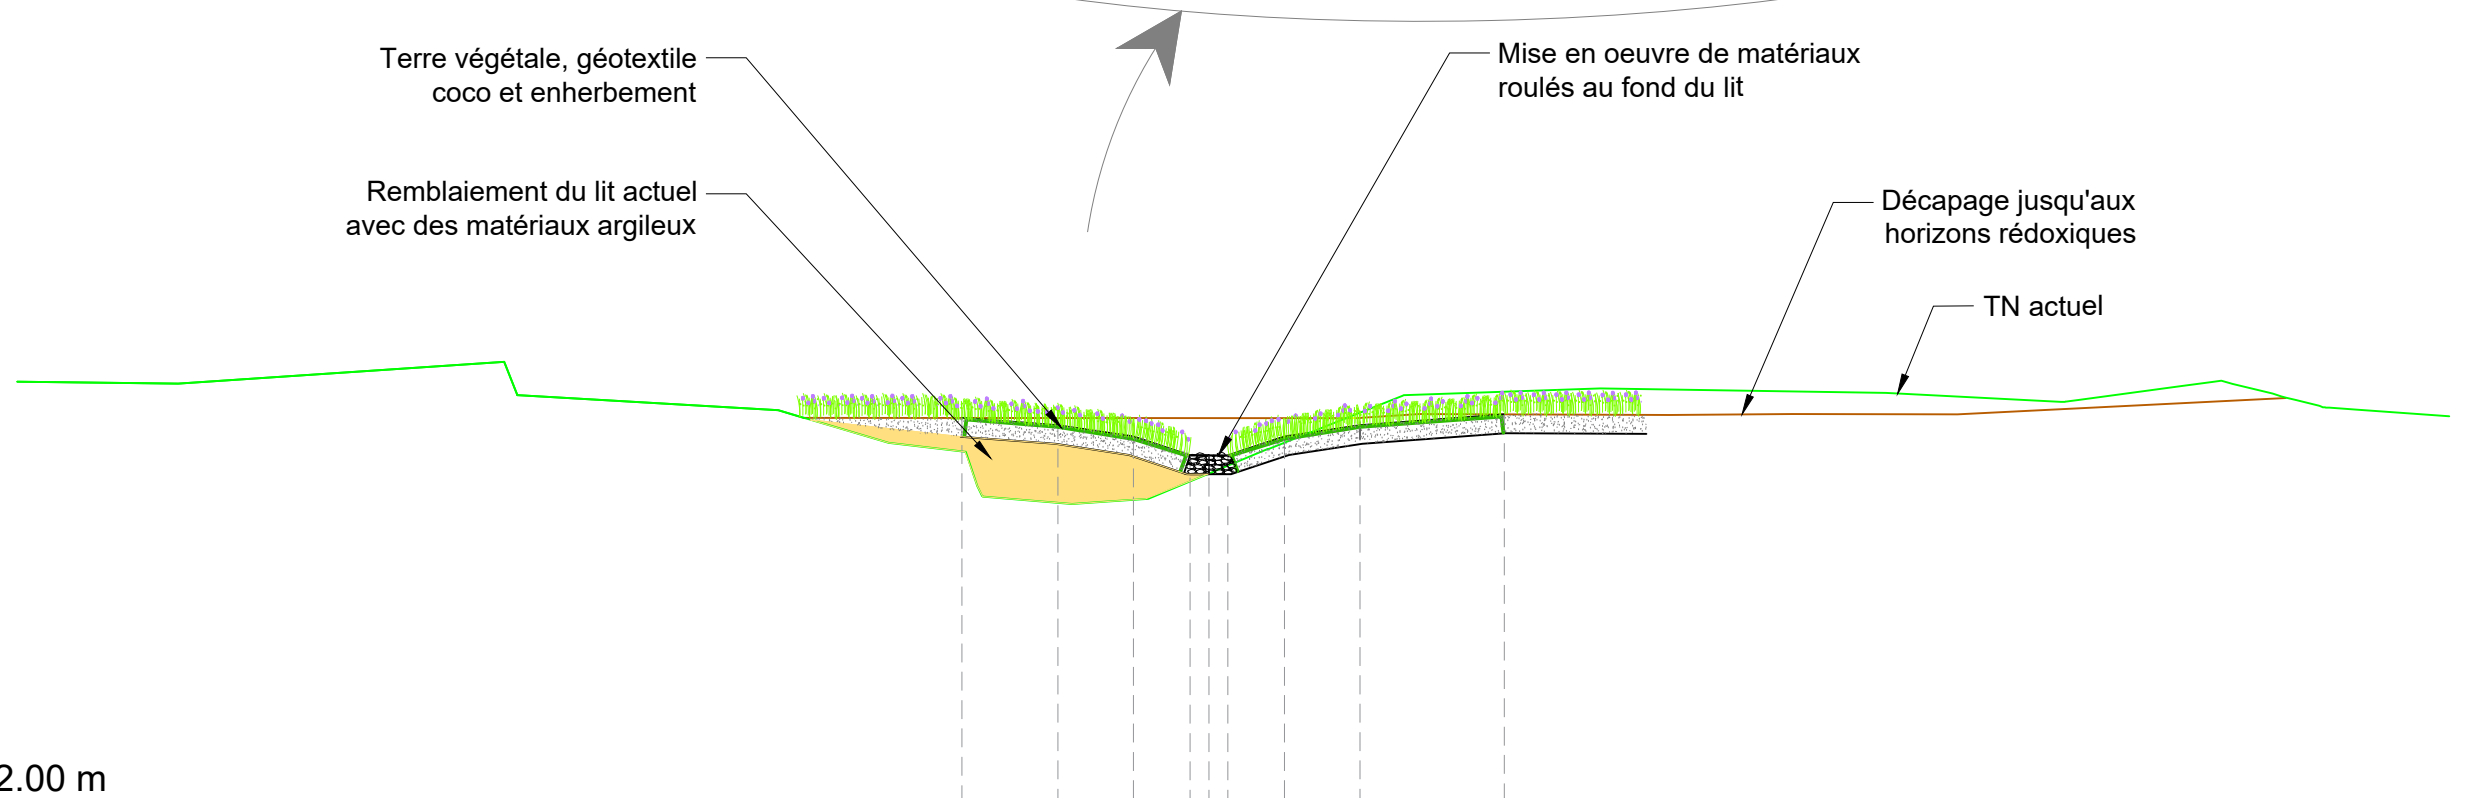 Terre végétale, géotextile
coco et enherbement
Mise en oeuvre de matériaux
roulés au fond du lit
Remblaiement du lit actuel
avec des matériaux argileux
Décapage jusqu'aux
horizons rédoxiques
TN actuel
2.00 m